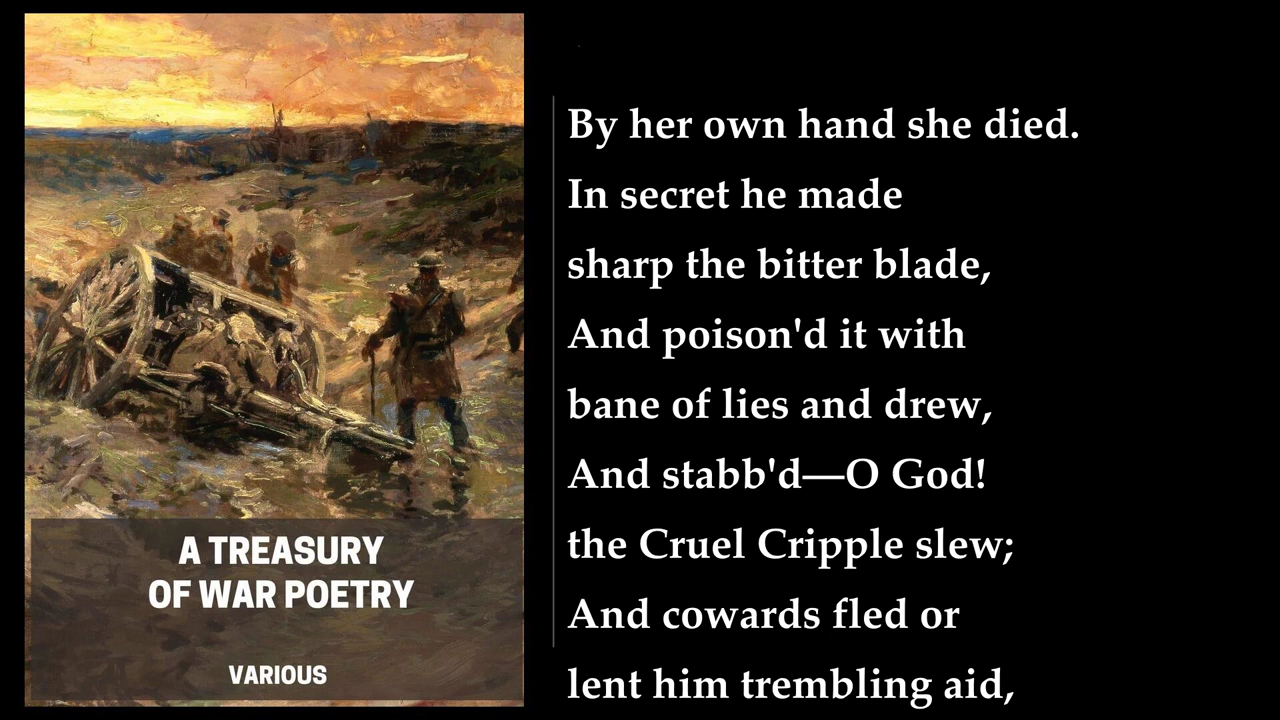 By her own hand she died.
In secret he made
sharp the bitter blade,
And poison'd it with
bane of lies and drew,
And stabb'd—O God!
the Cruel Cripple slew;
And cowards fled or
lent him trembling aid,
A TREASURY
OF WAR POETRY
VARIOUS